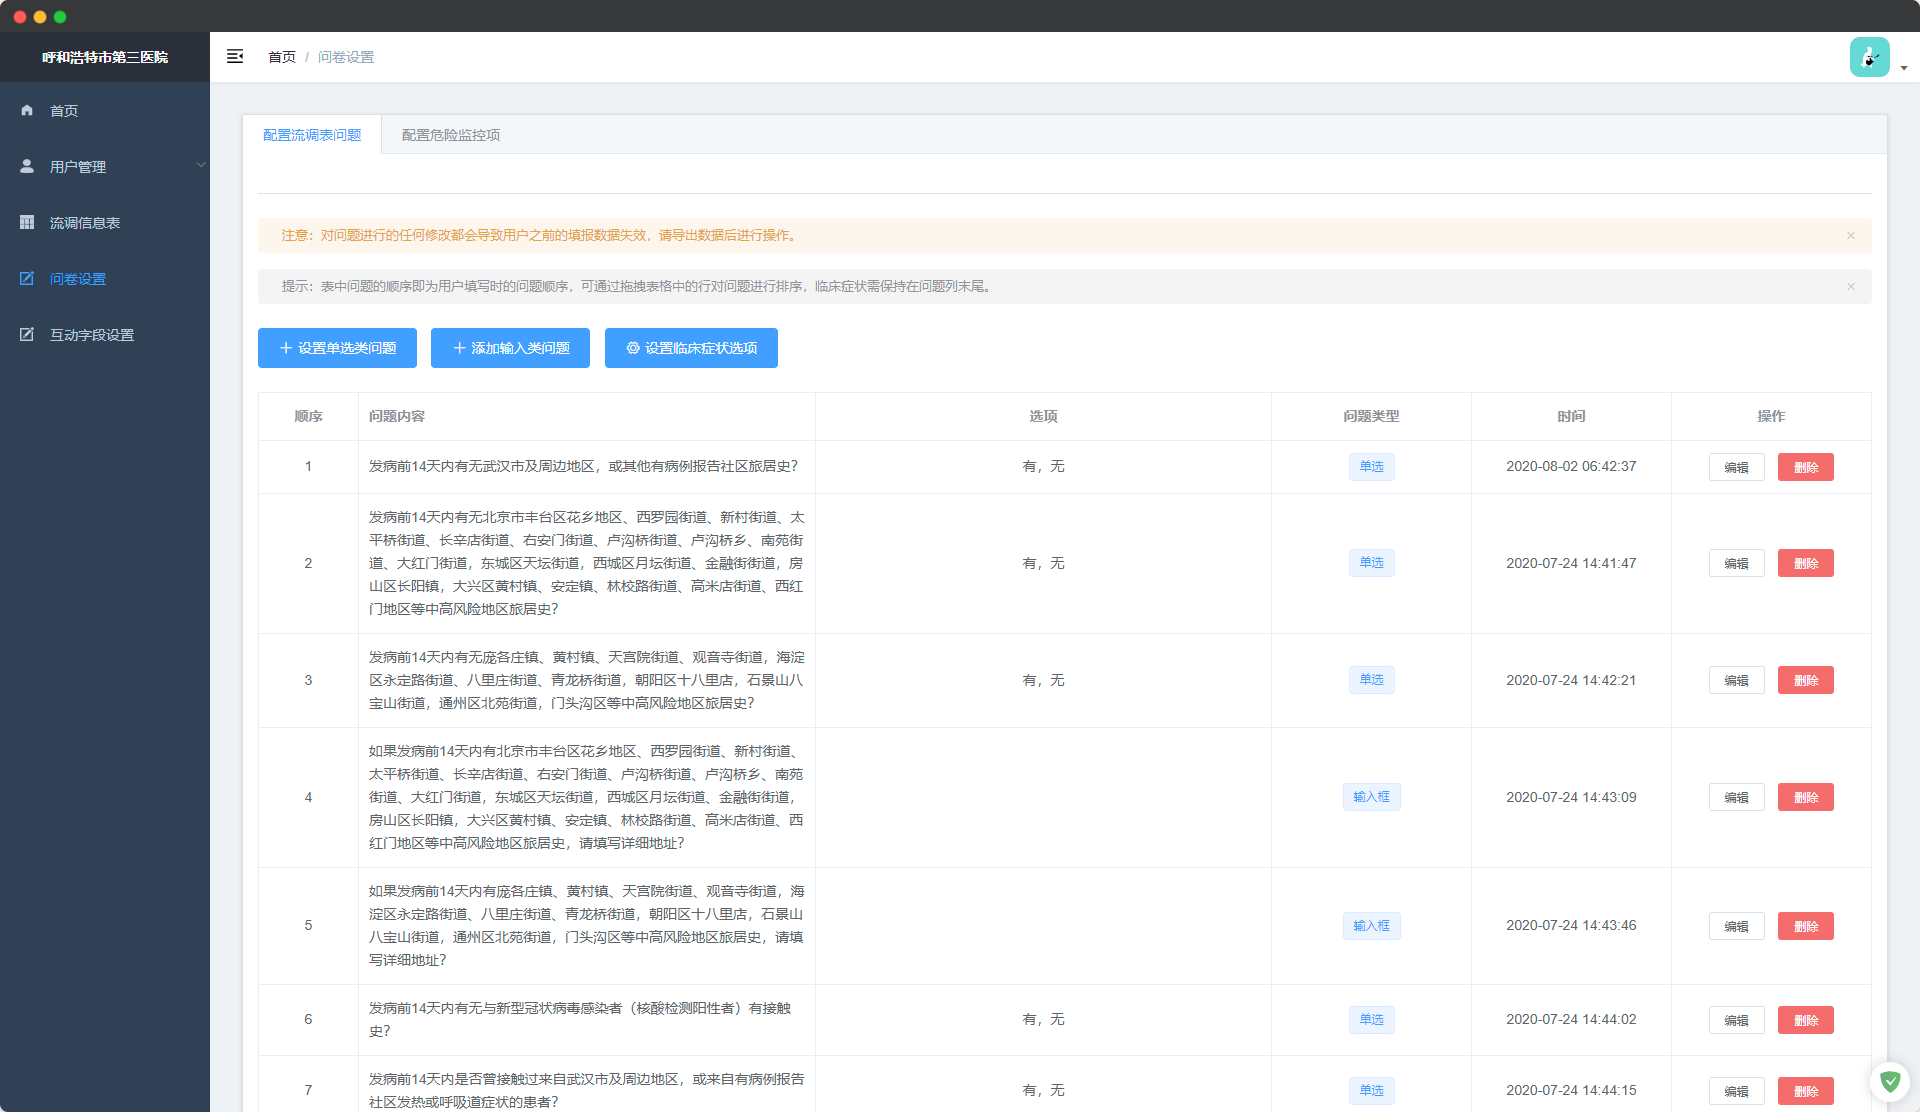 呼和浩特市第三医院
首页 / 问卷设置
首页
用户管理
流调信息表
问卷设置
互动字段设置
配置流调表问题 配置危险监控项
注意：对问题进行的任何修改都会导致用户之前的填报数据失效，请导出数据后进行操作。
提示：表中问题的顺序即为用户填写时的问题顺序，可通过拖拽表格中的行对问题进行排序，临床症状需保持在问题列末尾。
设置单选类问题 添加输入类问题 设置临床症状选项
顺序 问题内容 选项 问题类型 时间 操作
1 发病前14天内有无武汉市及周边地区，或其他有病例报告社区旅居史？ 有，无 单选 2020-08-02 06:42:37 编辑 删除
发病前14天内有无北京市丰台区花乡地区、西罗园街道、新村街道、太
平桥街道、长辛店街道、右安门街道、卢沟桥街道、卢沟桥乡、南苑街
2 道、大红门街道，东城区天坛街道，西城区月坛街道、金融街街道，房 有，无 单选 2020-07-24 14:41:47 编辑 删除
山区长阳镇，大兴区黄村镇、安定镇、林校路街道、高米店街道、西红
门地区等中高风险地区旅居史？
发病前14天内有无庞各庄镇、黄村镇、天宫院街道、观音寺街道，海淀
3 区永定路街道、八里庄街道、青龙桥街道，朝阳区十八里店，石景山八 有，无 单选 2020-07-24 14:42:21 编辑 删除
宝山街道，通州区北苑街道，门头沟区等中高风险地区旅居史？
如果发病前14天内有北京市丰台区花乡地区、西罗园街道、新村街道、
太平桥街道、长辛店街道、右安门街道、卢沟桥街道、卢沟桥乡、南苑
4 街道、大红门街道，东城区天坛街道，西城区月坛街道、金融街街道， 输入框 2020-07-24 14:43:09 编辑 删除
房山区长阳镇，大兴区黄村镇、安定镇、林校路街道、高米店街道、西
红门地区等中高风险地区旅居史，请填写详细地址？
如果发病前14天内有庞各庄镇、黄村镇、天宫院街道、观音寺街道，海
淀区永定路街道、八里庄街道、青龙桥街道，朝阳区十八里店，石景山
5 八宝山街道，通州区北苑街道，门头沟区等中高风险地区旅居史，请填 输入框 2020-07-24 14:43:46 编辑 删除
写详细地址？
6 发病前14天内有无与新型冠状病毒感染者（核酸检测阳性者）有接触 有，无 单选 2020-07-24 14:44:02 编辑 删除
史？
7 发病前14天内是否曾接触过来自武汉市及周边地区，或来自有病例报告 有，无 单选 2020-07-24 14:44:15 编辑 删除
社区发热或呼吸道症状的患者？